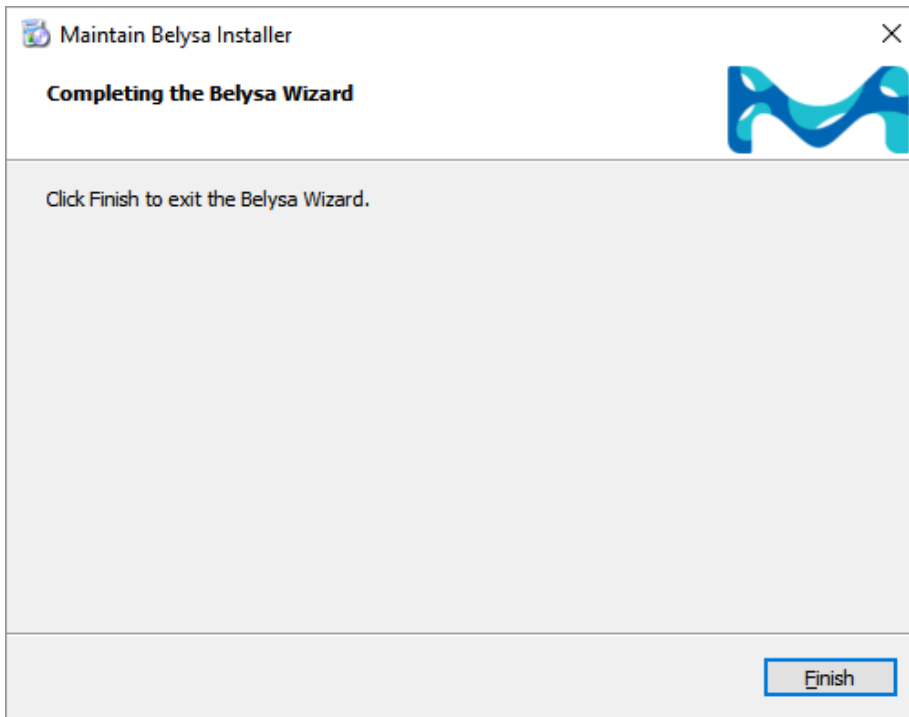 Maintain Belysa Installer
Completing the Belysa Wizard
Click Finish to exit the Belysa Wizard.
Finish